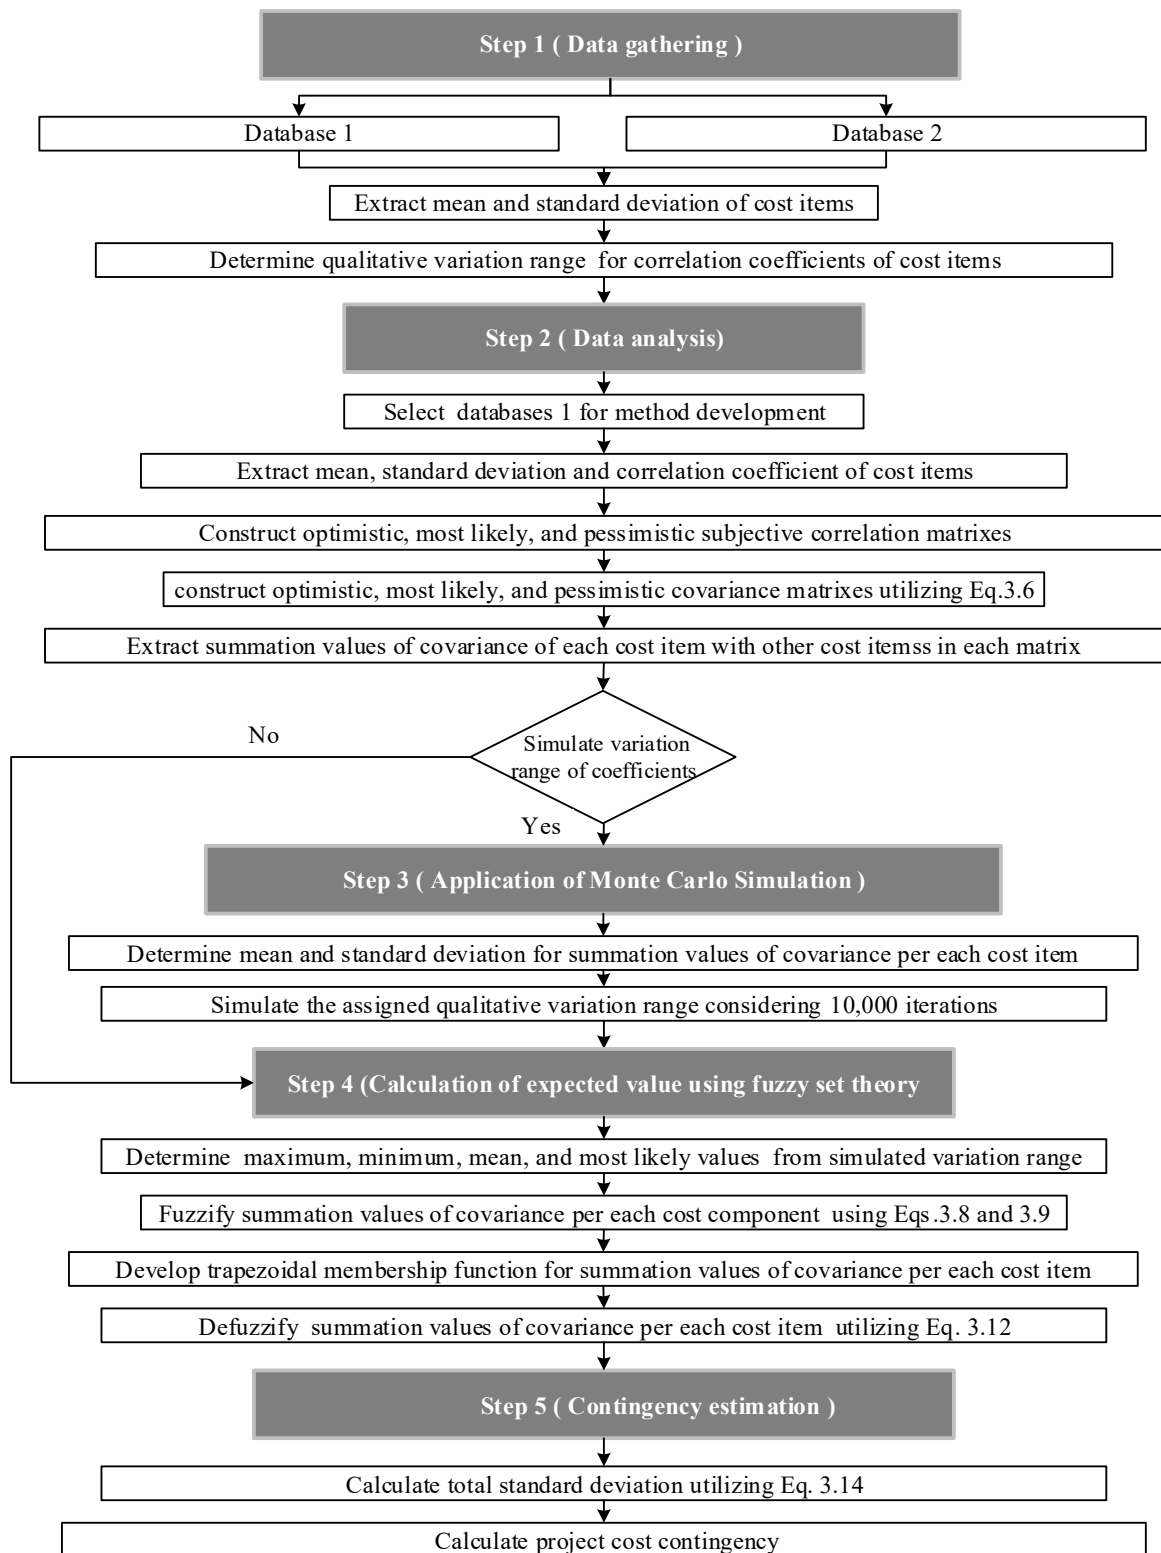 Step 1 ( Data gathering )
Database 1
Database 2
Extract mean and standard deviation of cost items
Determine qualitative variation range for correlation coefficients of cost items
Step 2 ( Data analysis)
Select databases 1 for method development
Extract mean, standard deviation and correlation coefficient of cost items
Construct optimistic, most likely, and pessimistic subjective correlation matrixes
construct optimistic, most likely, and pessimistic covariance matrixes utilizing Eq.3.6
Extract summation values of covariance of each cost item with other cost itemss in each matrix
No
Simulate variation
range of coefficients
Yes
Step 3 ( Application of Monte Carlo Simulation )
Determine mean and standard deviation for summation values of covariance per each cost item
Simulate the assigned qualitative variation range considering 10,000 iterations
Step 4 (Calculation of expected value using fuzzy set theory
Determine maximum, minimum, mean, and most likely values from simulated variation range
Fuzzify summation values of covariance per each cost component using Eqs.3.8 and 3.9
Develop trapezoidal membership function for summation values of covariance per each cost item
Defuzzify summation values of covariance per each cost item utilizing Eq. 3.12
Step 5 ( Contingency estimation )
Calculate total standard deviation utilizing Eq. 3.14
Calculate project cost contingency